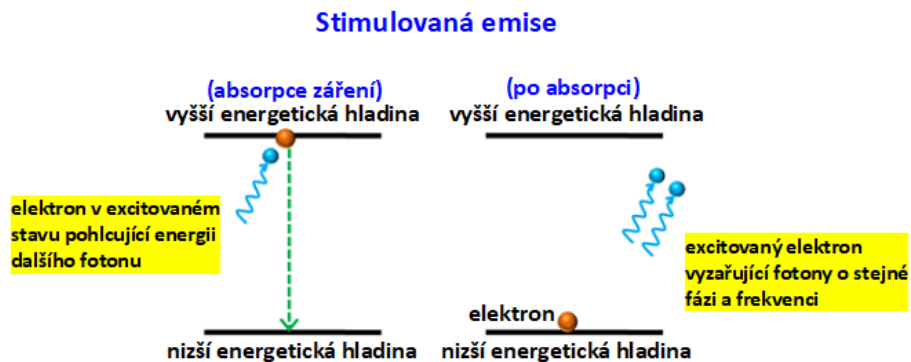 Stimulovaná emise
(absorpce záření)
vyšší energetická hladina
(po absorpci)
vyšší energetická hladina
elektron v excitovaném
stavu pohlcující energii
dalšího fotonu
excitovaný elektron
vyzařující fotony o stejné
fázi a frekvenci
elektron
nižší energetická hladina
nižší energetická hladina